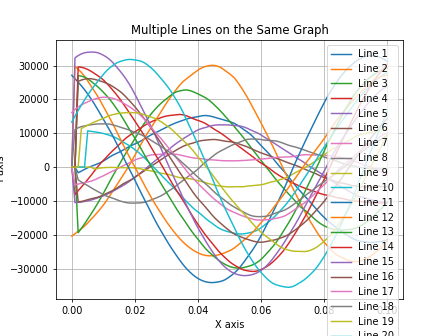 Multiple Lines on the Same Graph
30000
20000
10000
0
−10000
−20000
−30000
0.00
0.02
0.04
0.06
X axis
Line 1
Line 2
Line 3
Line 4
Line 5
Line 6
Line 7
Line 8
Line 9
Line 10
Line 11
Line 12
Line 13
Line 14
Line 15
Line 16
Line 17
Line 18
Line 19